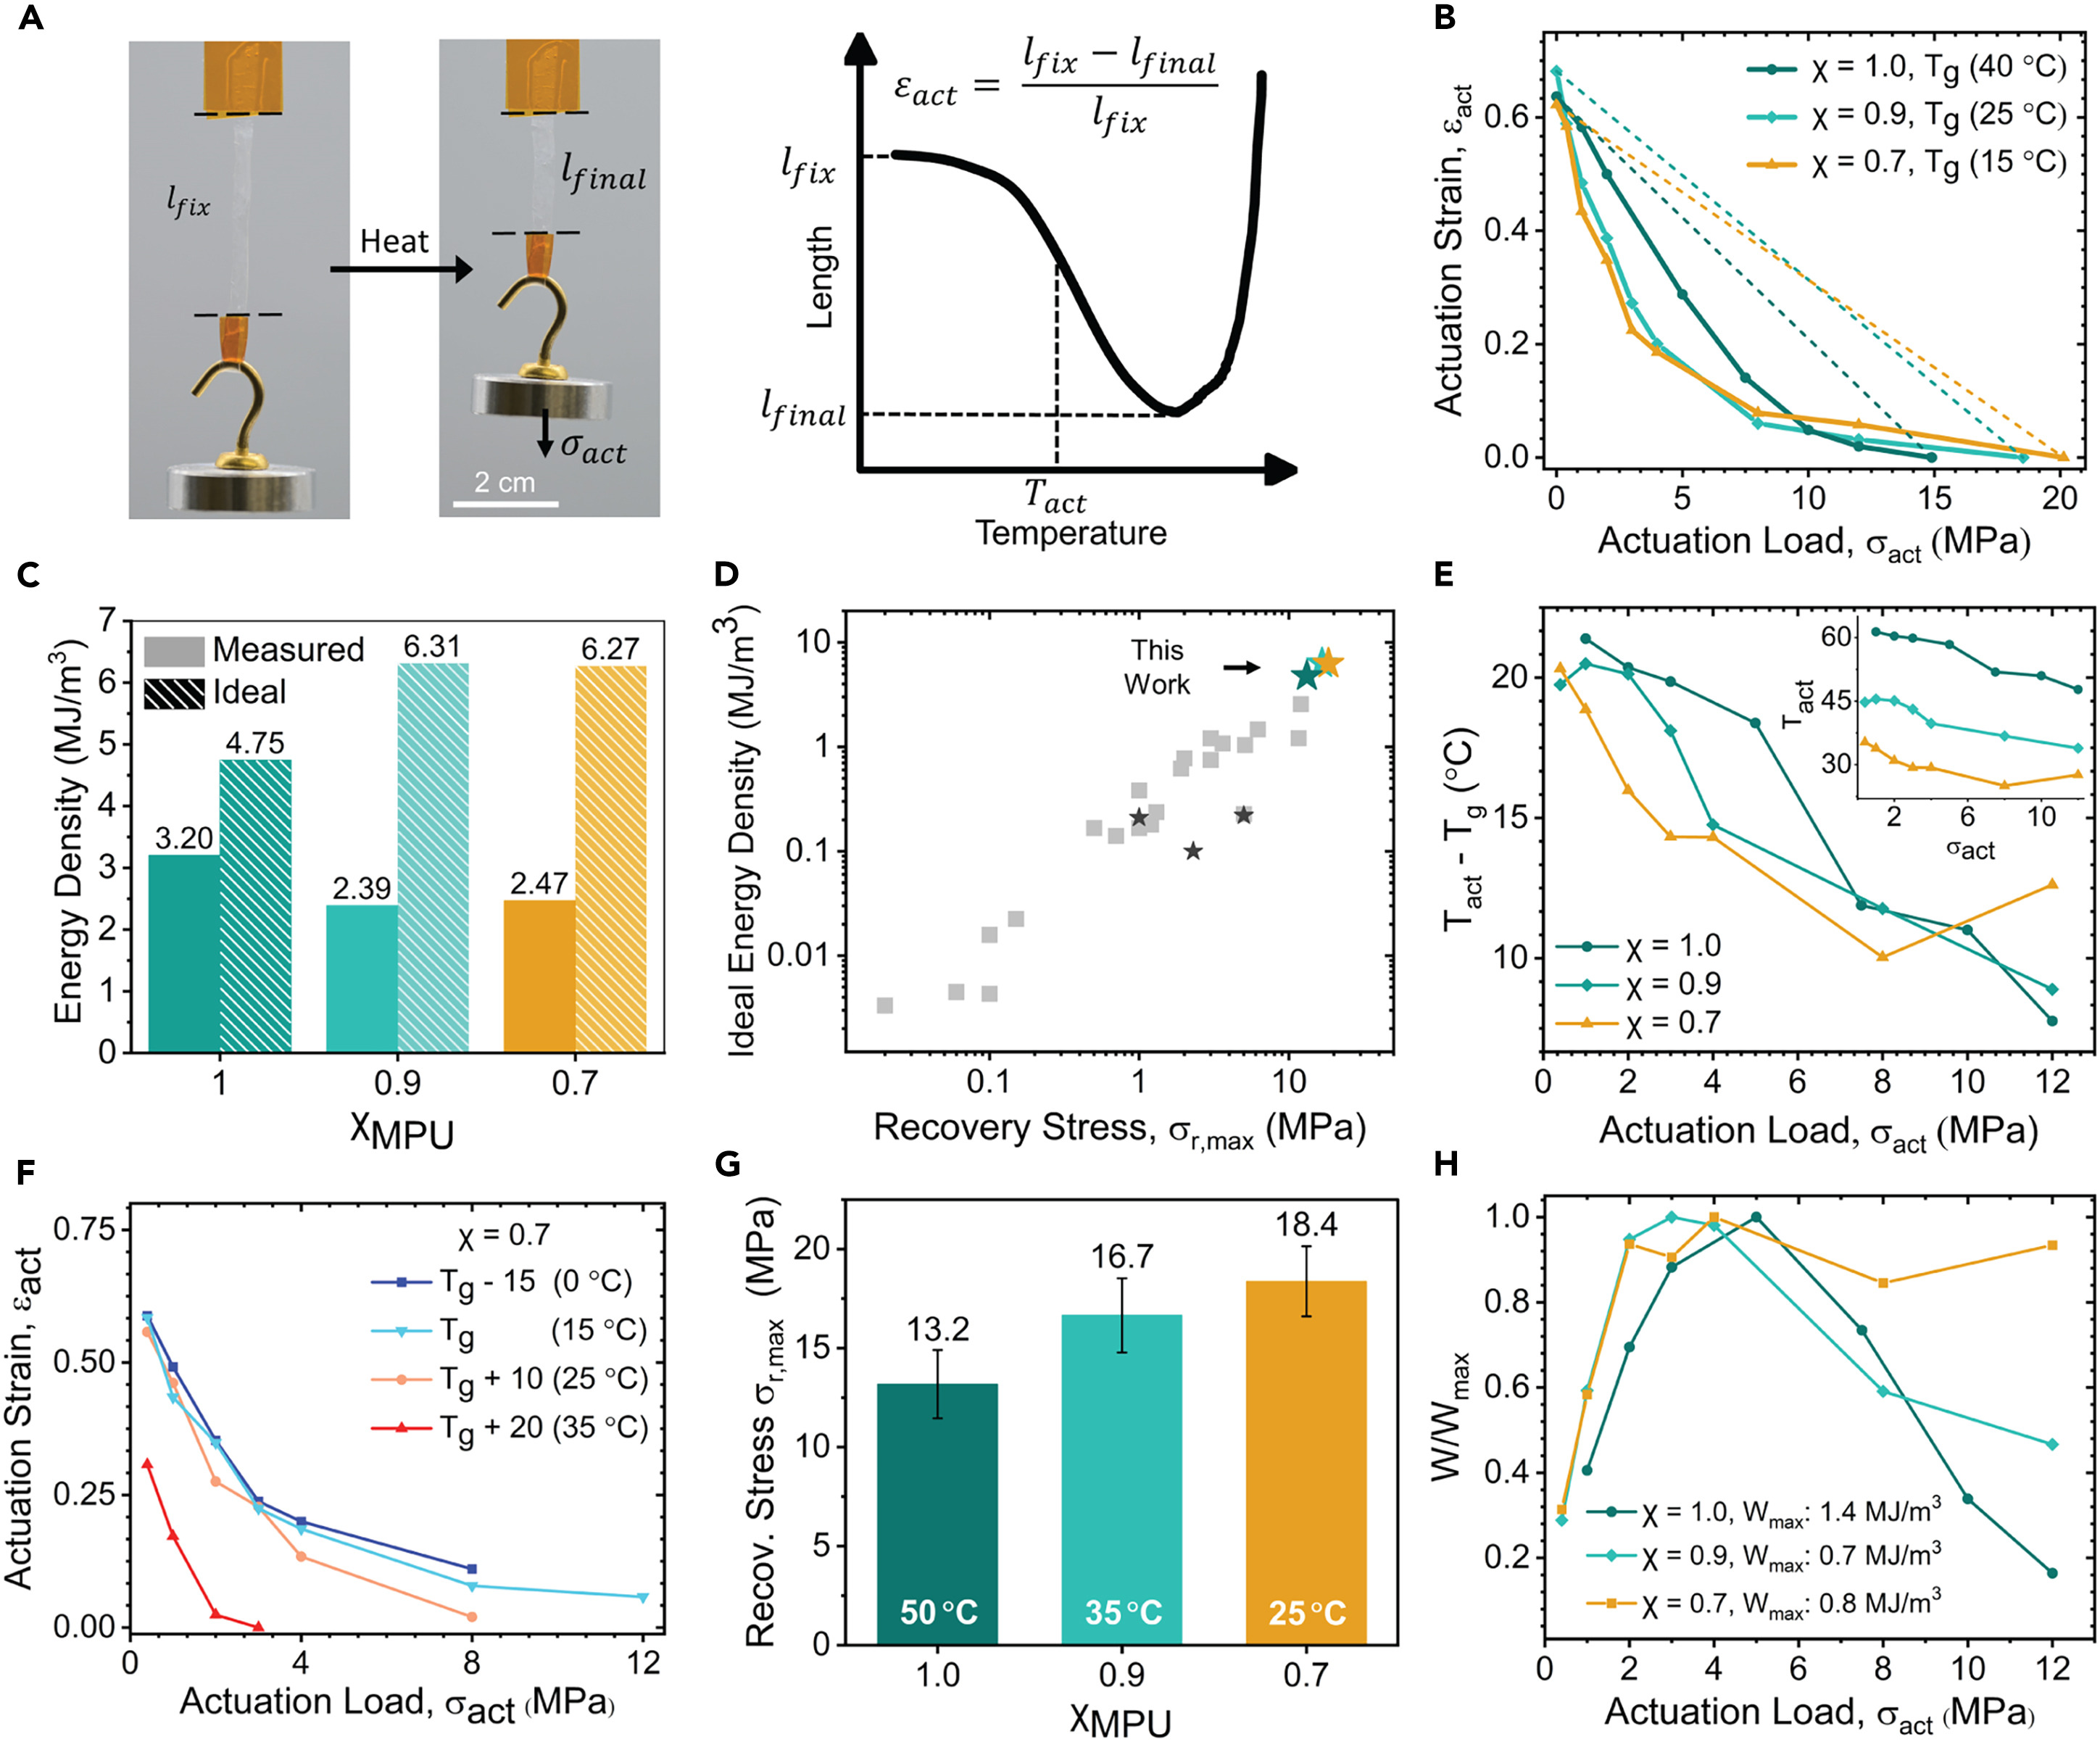 A
l_fix
Heat
l_final
σ_act
2 cm
ε_act = (l_fix − l_final) / l_fix
l_fix
l_final
Length
T_act
Temperature
B
χ = 1.0, Tg (40 °C)
χ = 0.9, Tg (25 °C)
χ = 0.7, Tg (15 °C)
Actuation Strain, ε_act
0.6
0.4
0.2
0.0
0 5 10 15 20
Actuation Load, σ_act (MPa)
C
Measured
Ideal
Energy Density (MJ/m³)
7
6
5
4
3
2
1
0
3.20
4.75
2.39
6.31
2.47
6.27
1 0.9 0.7
χ_MPU
D
This
Work
Ideal Energy Density (MJ/m³)
10
1
0.1
0.01
0.1 1 10
Recovery Stress, σ_r,max (MPa)
E
T_act - T_g (°C)
20
15
10
T_act
60
45
30
2 6 10
σ_act
χ = 1.0
χ = 0.9
χ = 0.7
0 2 4 6 8 10 12
Actuation Load, σ_act (MPa)
F
χ = 0.7
Tg - 15 (0 °C)
Tg (15 °C)
Tg + 10 (25 °C)
Tg + 20 (35 °C)
Actuation Strain, ε_act
0.75
0.50
0.25
0.00
0 4 8 12
Actuation Load, σ_act (MPa)
G
Recov. Stress σ_r,max (MPa)
20
15
10
5
0
13.2
16.7
18.4
50 °C
35 °C
25 °C
1.0 0.9 0.7
χ_MPU
H
W/W_max
1.0
0.8
0.6
0.4
0.2
χ = 1.0, W_max: 1.4 MJ/m³
χ = 0.9, W_max: 0.7 MJ/m³
χ = 0.7, W_max: 0.8 MJ/m³
0 2 4 6 8 10 12
Actuation Load, σ_act (MPa)